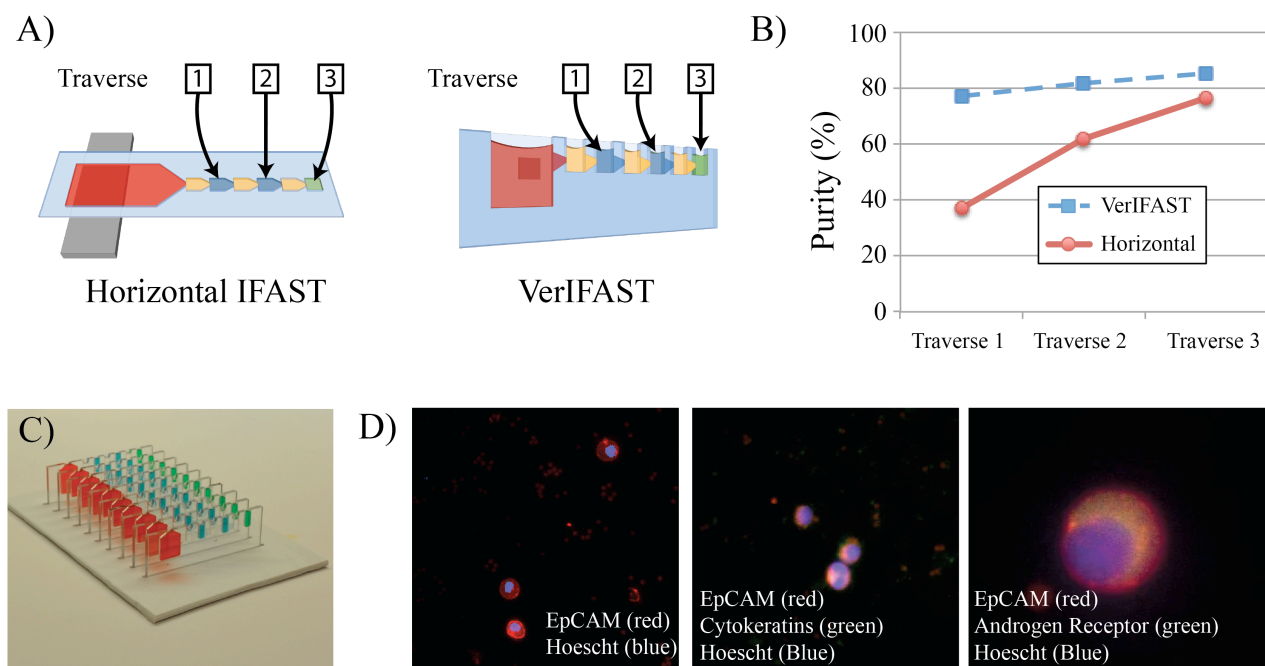 A)
Traverse
1
2
3
Horizontal IFAST
Traverse
1
2
3
VerIFAST
B)
Purity (%)
100
80
60
40
20
0
VerIFAST
Horizontal
Traverse 1
Traverse 2
Traverse 3
C)
D)
EpCAM (red)
Hoescht (blue)
EpCAM (red)
Cytokeratins (green)
Hoescht (Blue)
EpCAM (red)
Androgen Receptor (green)
Hoescht (Blue)